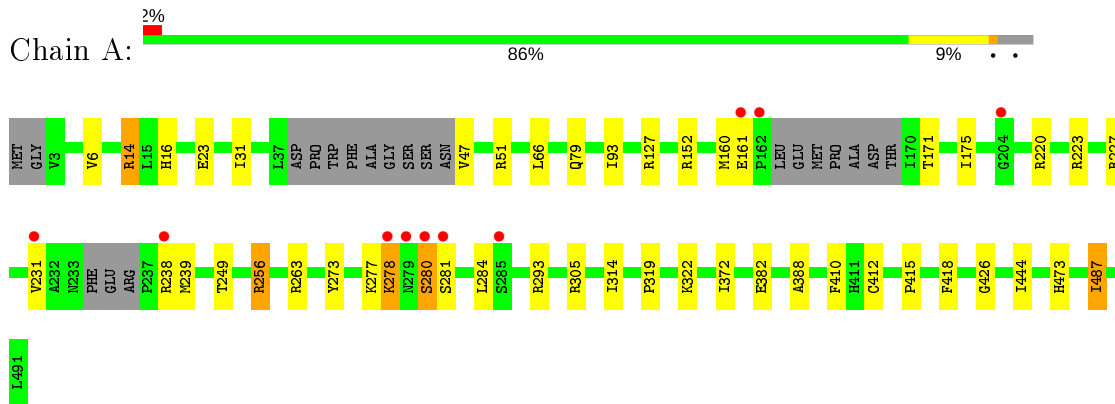 2%
Chain A:
86% 9% • •
MET GLY V3 V6 R14 L15 H16 E23 I31 L37 ASP PRO TRP PHE ALA GLY SER SER ASN V47 R51 L66 Q79 I93 R127 R152 M160 E161 P162 LEU GLU MET PRO ALA ASP THR I170 T171 I175 G204 R220 R223 R227
V231 A232 N233 PHE GLU ARG P237 R238 M239 T249 R256 R263 Y273 K277 K278 N279 S280 S281 L284 S285 R293 R305 I314 P319 K322 I372 E382 A388 F410 H411 C412 P415 F418 G426 I444 H473 I487
L491